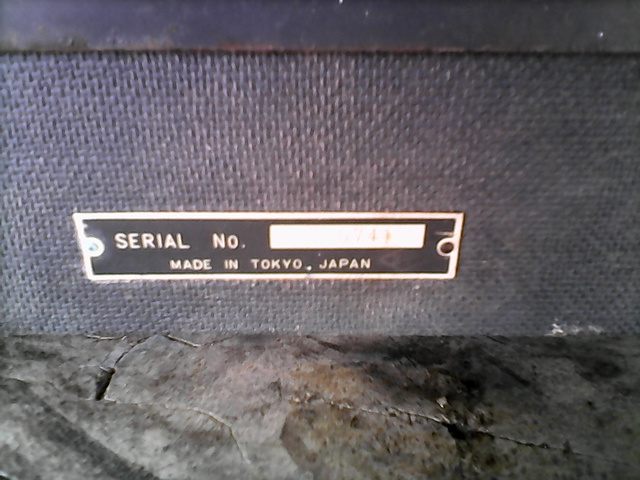 SERIAL No.
MADE IN TOKYO, JAPAN